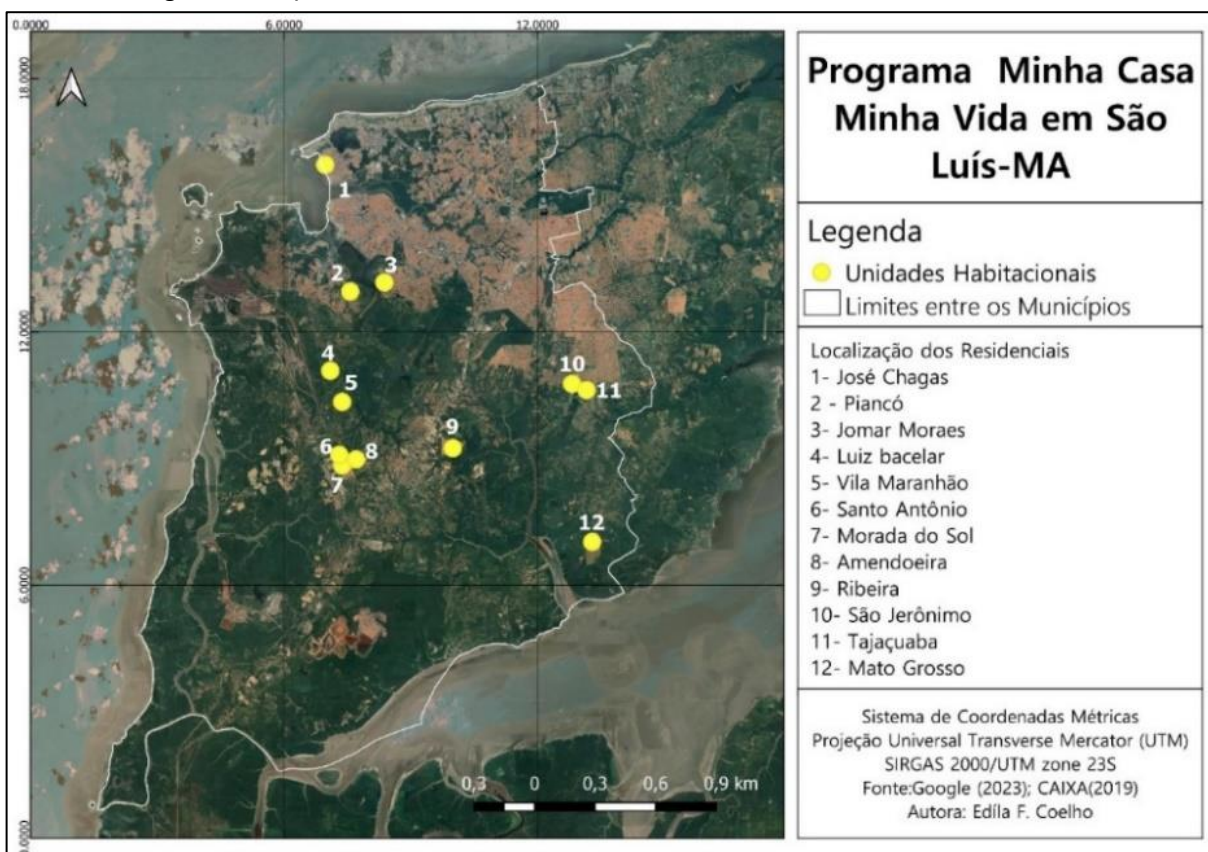 0.0000
6.0000
12.0000
18.0000
12.0000
6.0000
0.0000
1
2
3
4
5
6
7
8
9
10
11
12
0,3 0 0,3 0,6 0,9 km
Programa Minha Casa
Minha Vida em São
Luís-MA
Legenda
Unidades Habitacionais
Limites entre os Municípios
Localização dos Residenciais
1- José Chagas
2 - Piancó
3- Jomar Moraes
4- Luiz bacelar
5- Vila Maranhão
6- Santo Antônio
7- Morada do Sol
8- Amendoeira
9- Ribeira
10- São Jerônimo
11- Tajaçuaba
12- Mato Grosso
Sistema de Coordenadas Métricas
Projeção Universal Transverse Mercator (UTM)
SIRGAS 2000/UTM zone 23S
Fonte:Google (2023); CAIXA(2019)
Autora: Edíla F. Coelho